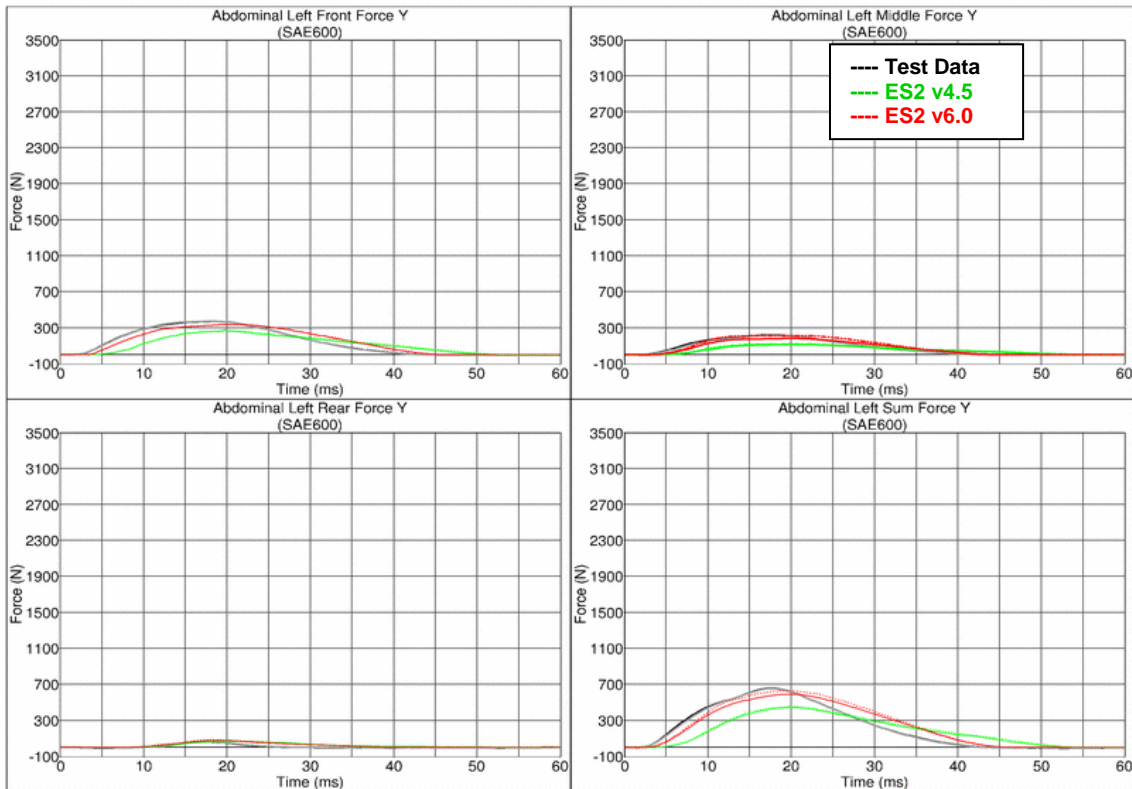 Abdominal Left Front Force Y
(SAE600)
3500
3100
2700
2300
1900
1500
1100
700
300
-100
Force (N)
0 10 20 30 40 50 60
Time (ms)
Abdominal Left Middle Force Y
(SAE600)
---- Test Data
---- ES2 v4.5
---- ES2 v6.0
3500
3100
2700
2300
1900
1500
1100
700
300
-100
Force (N)
0 10 20 30 40 50 60
Time (ms)
Abdominal Left Rear Force Y
(SAE600)
3500
3100
2700
2300
1900
1500
1100
700
300
-100
Force (N)
0 10 20 30 40 50 60
Time (ms)
Abdominal Left Sum Force Y
(SAE600)
3500
3100
2700
2300
1900
1500
1100
700
300
-100
Force (N)
0 10 20 30 40 50 60
Time (ms)